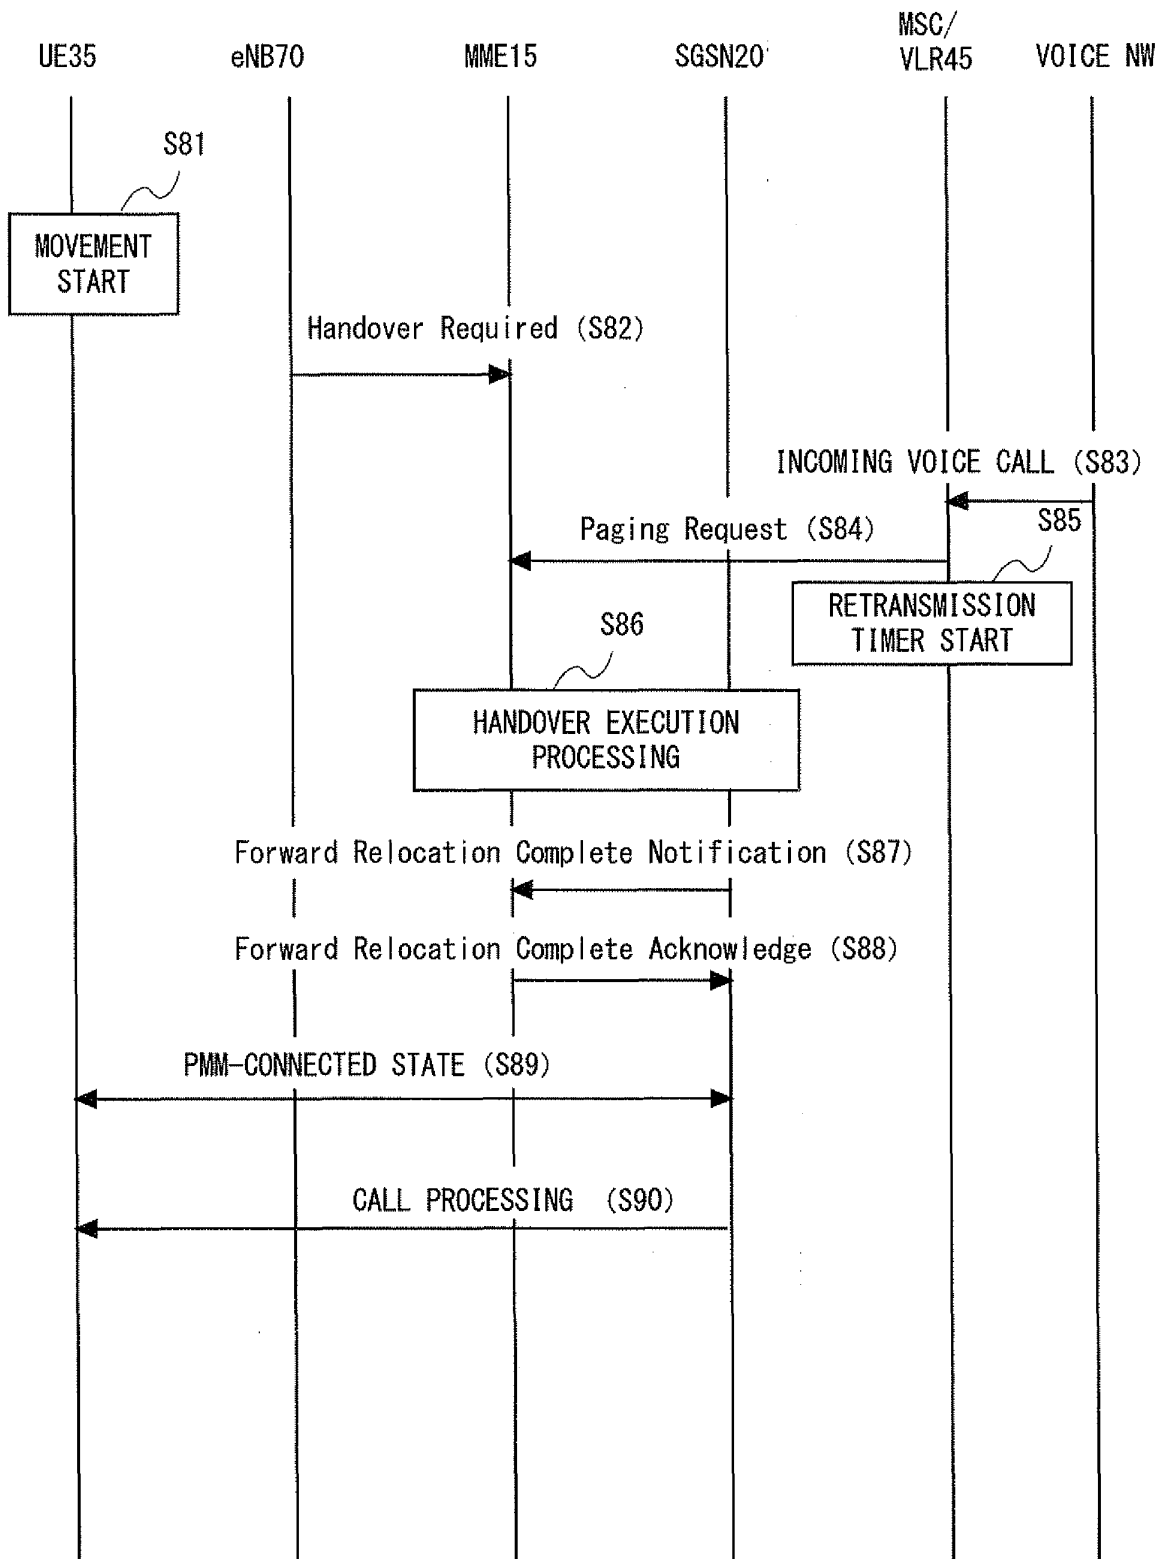 UE35
eNB70
MME15
SGSN20
MSC/
VLR45
VOICE NW
S81
MOVEMENT
START
Handover Required (S82)
INCOMING VOICE CALL (S83)
Paging Request (S84)
S85
RETRANSMISSION
TIMER START
S86
HANDOVER EXECUTION
PROCESSING
Forward Relocation Complete Notification (S87)
Forward Relocation Complete Acknowledge (S88)
PMM-CONNECTED STATE (S89)
CALL PROCESSING (S90)